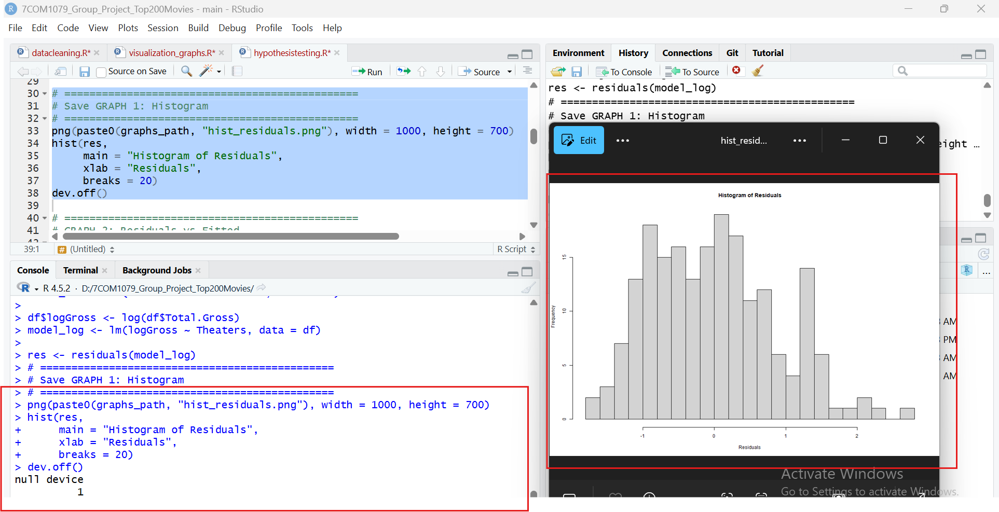 7COM1079_Group_Project_Top200Movies - main - RStudio
File Edit Code View Plots Session Build Debug Profile Tools Help
datacleaning.R* visualization_graphs.R* hypothesistesting.R*
Source on Save Run Source
29
30 # ===============================================
31 # Save GRAPH 1: Histogram
32 # ===============================================
33 png(paste0(graphs_path, "hist_residuals.png"), width = 1000, height = 700)
34 hist(res,
35 main = "Histogram of Residuals",
36 xlab = "Residuals",
37 breaks = 20)
38 dev.off()
39
40 # ===============================================
41 # GRAPH 2: Residuals vs Fitted
42
39:1 # (Untitled) R Script
Console Terminal Background Jobs
R 4.5.2 · D:/7COM1079_Group_Project_Top200Movies/
>
> df$logGross <- log(df$Total.Gross)
> model_log <- lm(logGross ~ Theaters, data = df)
>
> res <- residuals(model_log)
> # ===============================================
> # Save GRAPH 1: Histogram
> # ===============================================
> png(paste0(graphs_path, "hist_residuals.png"), width = 1000, height = 700)
> hist(res,
+ main = "Histogram of Residuals",
+ xlab = "Residuals",
+ breaks = 20)
> dev.off()
null device
1
Environment History Connections Git Tutorial
To Console To Source
res <- residuals(model_log)
# ===============================================
# Save GRAPH 1: Histogram
eight ...
Edit ... hist_resid... ...
Histogram of Residuals
Frequency
15
10
5
0
-1 0 1 2
Residuals
AM
PM
AM
AM
Activate Windows
Go to Settings to activate Windows.